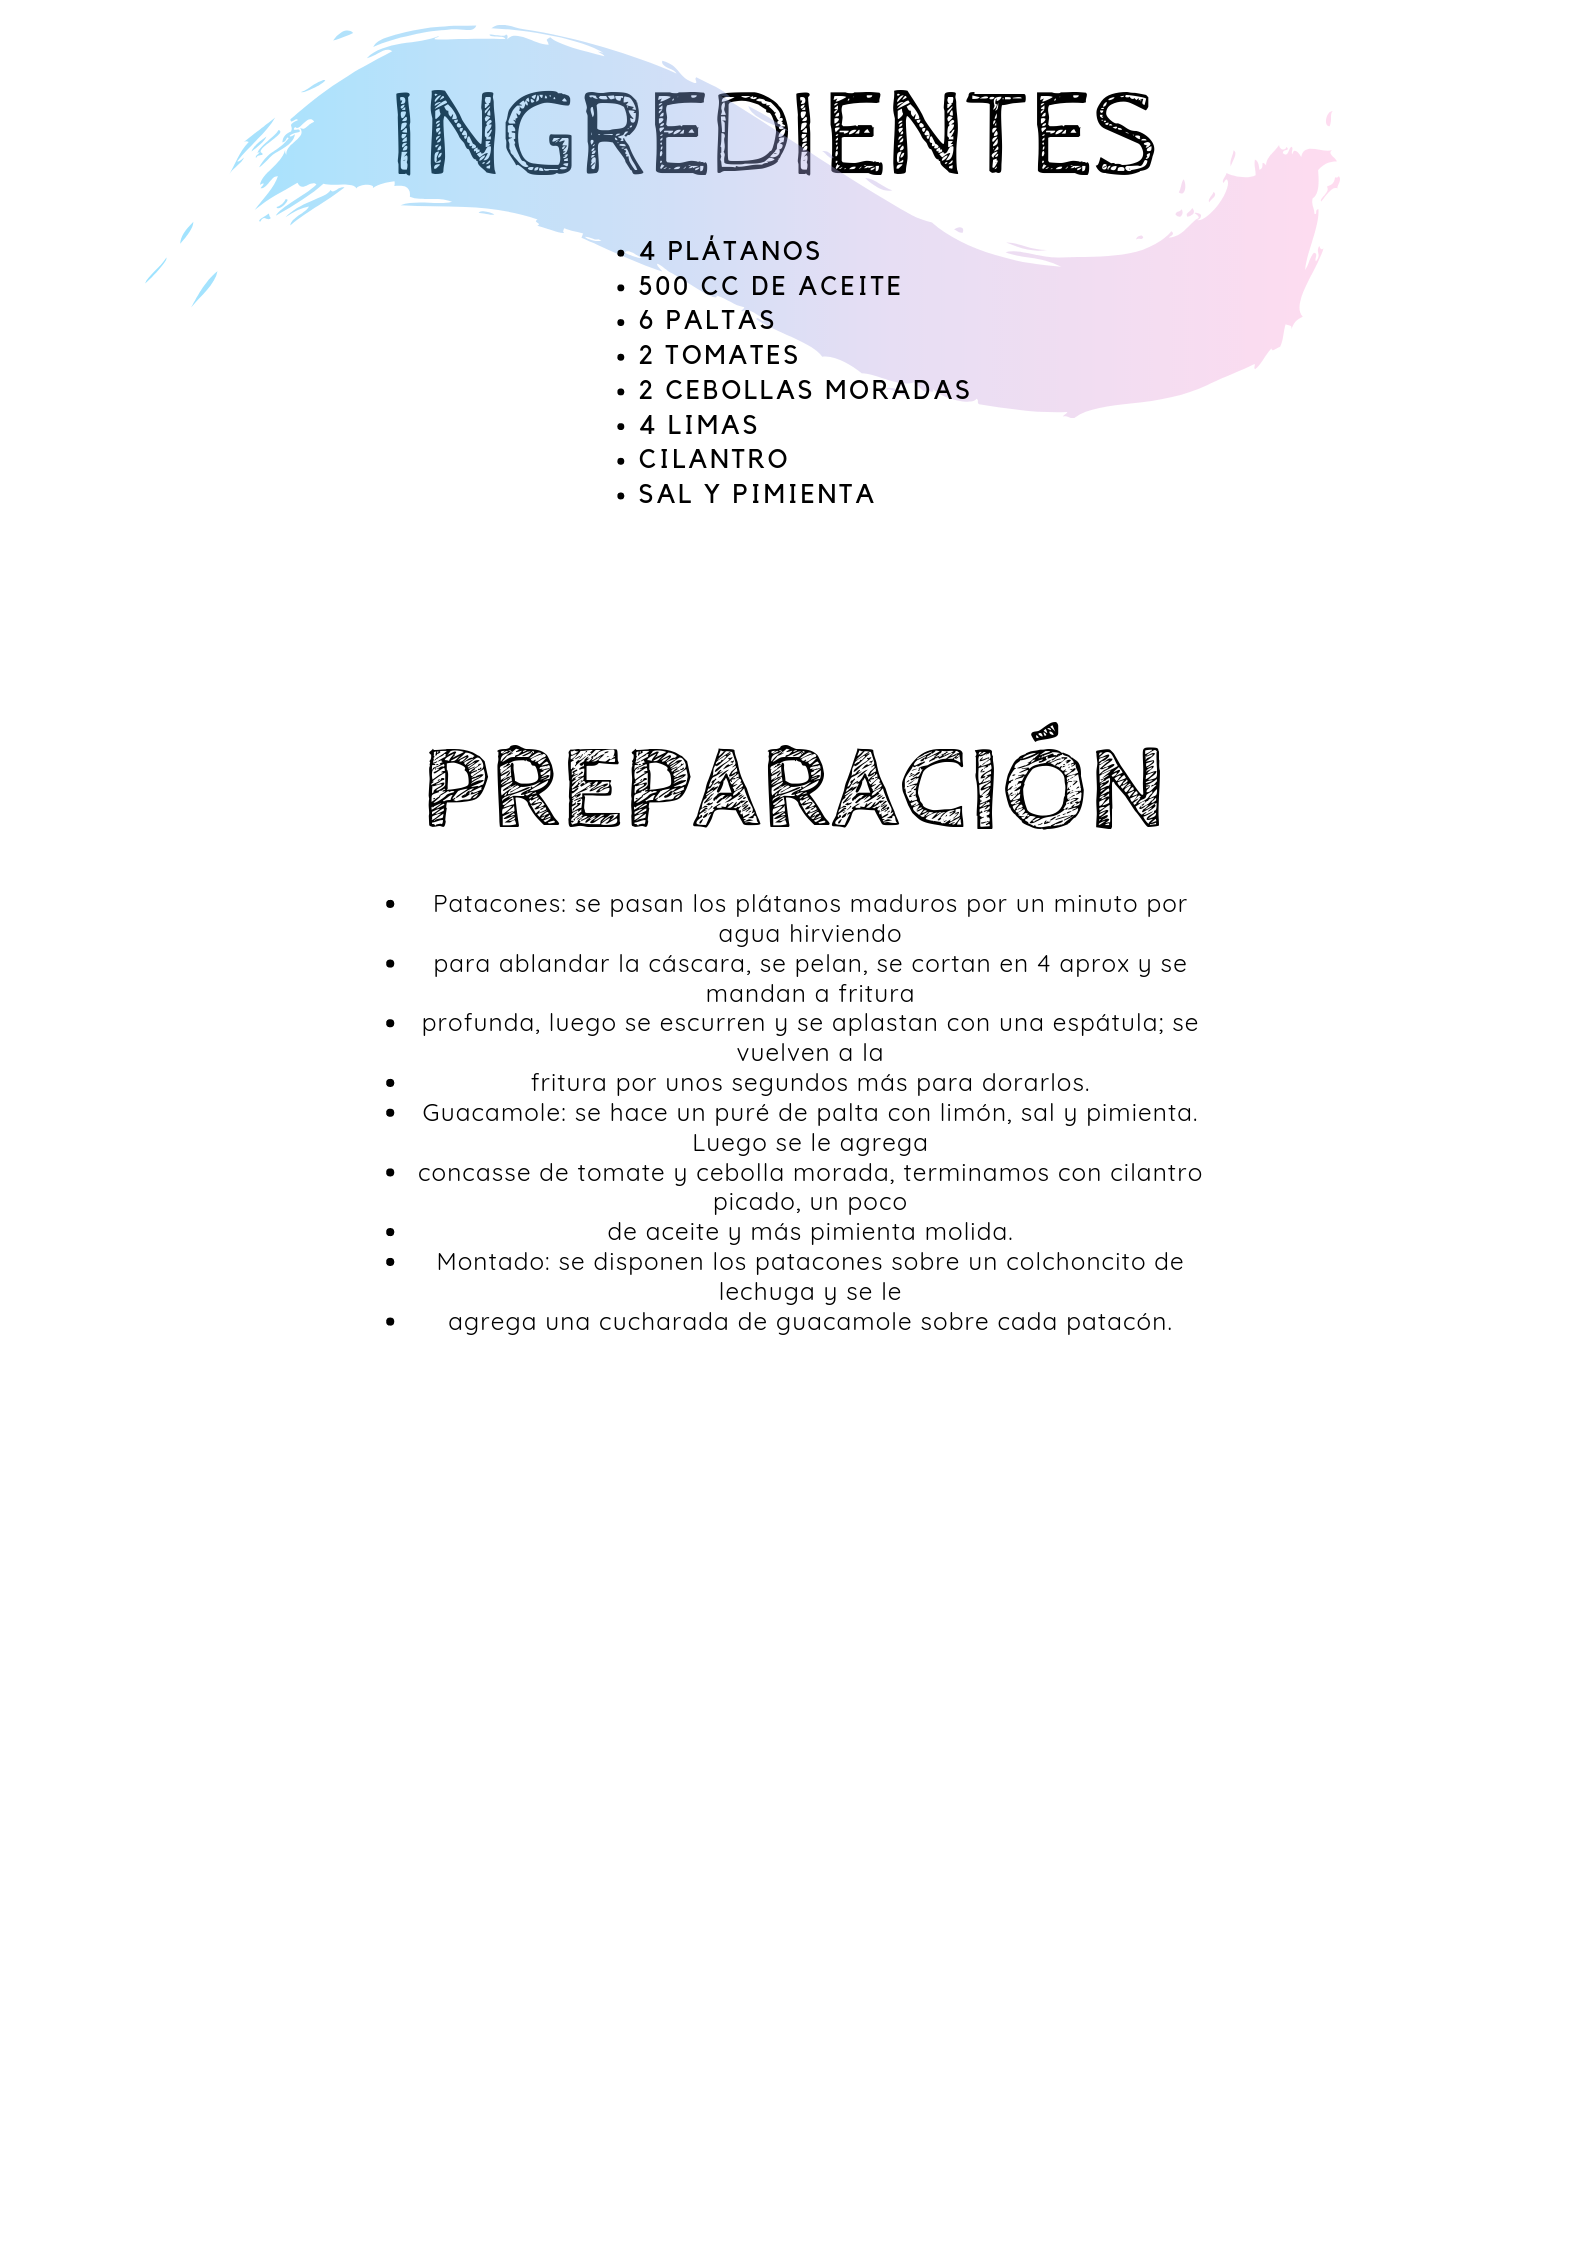 INGREDIENTES
• 4 PLÁTANOS
• 500 CC DE ACEITE
• 6 PALTAS
• 2 TOMATES
• 2 CEBOLLAS MORADAS
• 4 LIMAS
• CILANTRO
• SAL Y PIMIENTA
PREPARACIÓN
• Patacones: se pasan los plátanos maduros por un minuto por
agua hirviendo
• para ablandar la cáscara, se pelan, se cortan en 4 aprox y se
mandan a fritura
• profunda, luego se escurren y se aplastan con una espátula; se
vuelven a la
• fritura por unos segundos más para dorarlos.
• Guacamole: se hace un puré de palta con limón, sal y pimienta.
Luego se le agrega
• concasse de tomate y cebolla morada, terminamos con cilantro
picado, un poco
• de aceite y más pimienta molida.
• Montado: se disponen los patacones sobre un colchoncito de
lechuga y se le
• agrega una cucharada de guacamole sobre cada patacón.